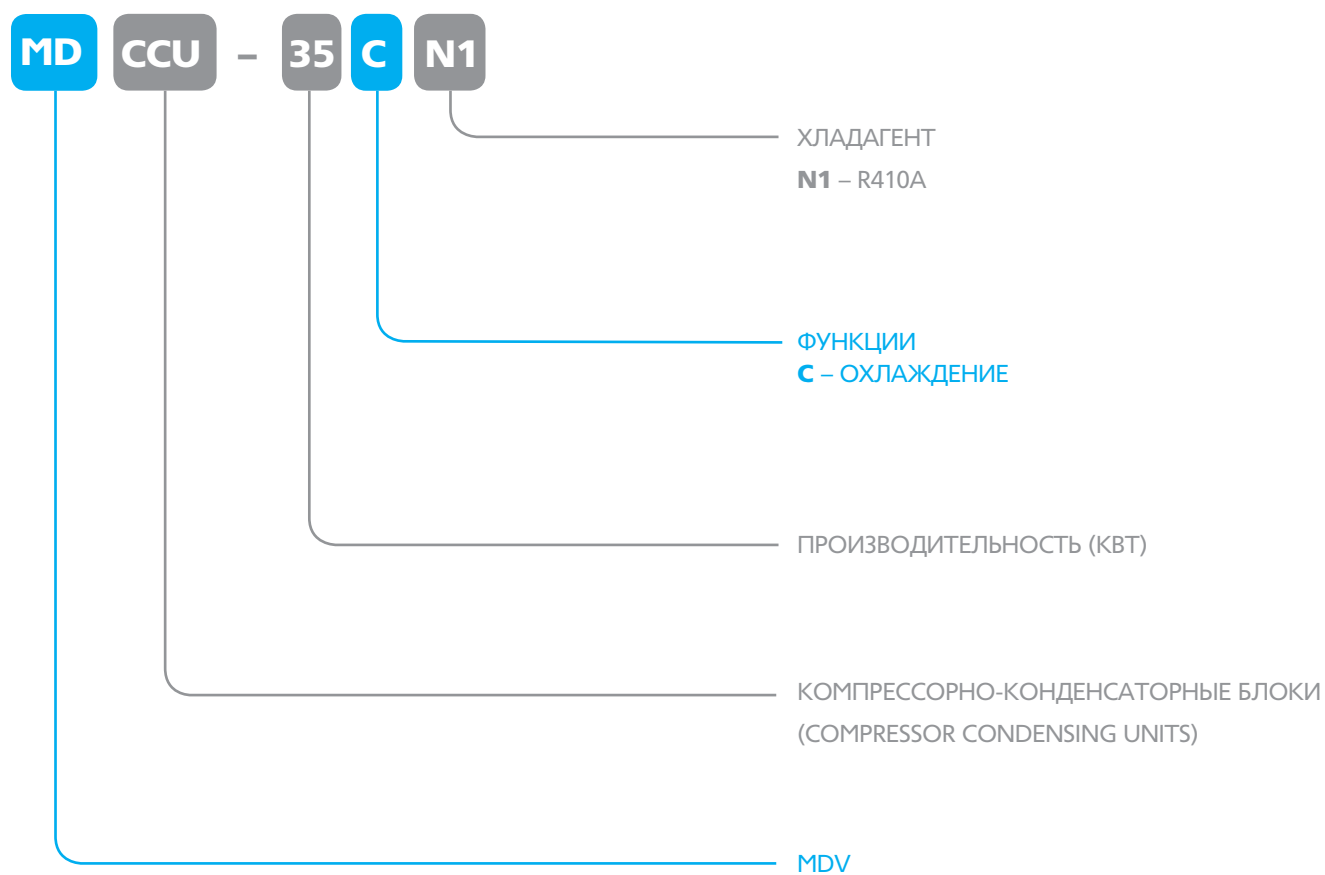 MD CCU – 35 C N1
ХЛАДАГЕНТ
N1 – R410A
ФУНКЦИИ
C – ОХЛАЖДЕНИЕ
ПРОИЗВОДИТЕЛЬНОСТЬ (КВТ)
КОМПРЕССОРНО-КОНДЕНСАТОРНЫЕ БЛОКИ
(COMPRESSOR CONDENSING UNITS)
MDV